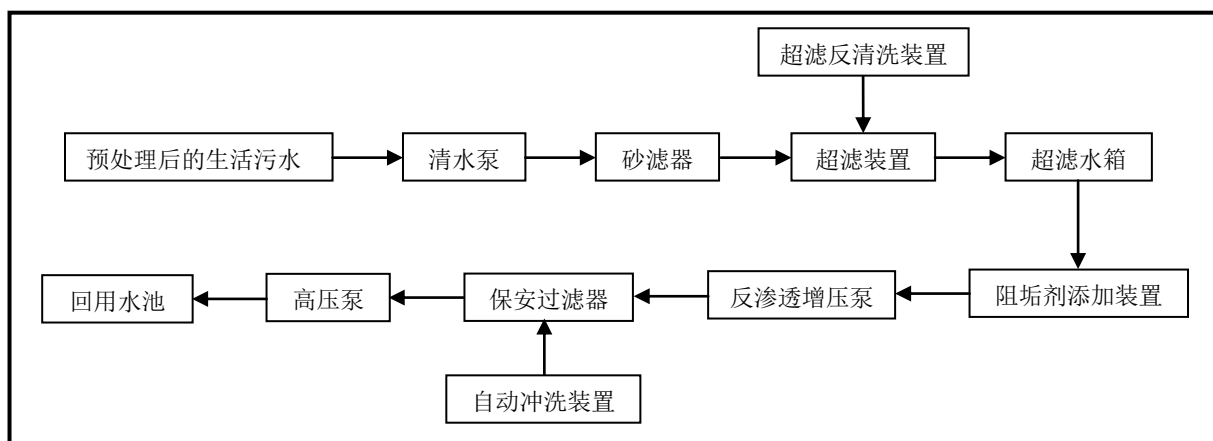 超滤反清洗装置
预处理后的生活污水
清水泵
砂滤器
超滤装置
超滤水箱
回用水池
高压泵
保安过滤器
反渗透增压泵
阻垢剂添加装置
自动冲洗装置